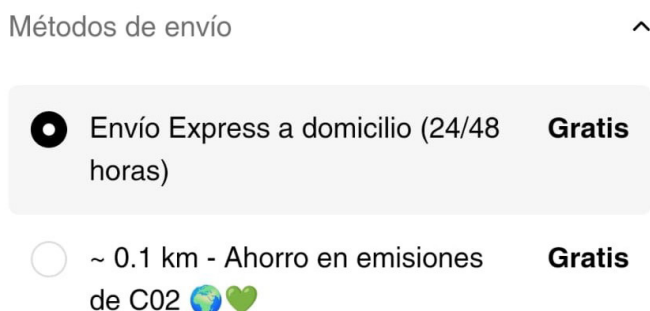 Métodos de envío
Envío Express a domicilio (24/48 Gratis
horas)
~ 0.1 km - Ahorro en emisiones Gratis
de C02 🌍💚